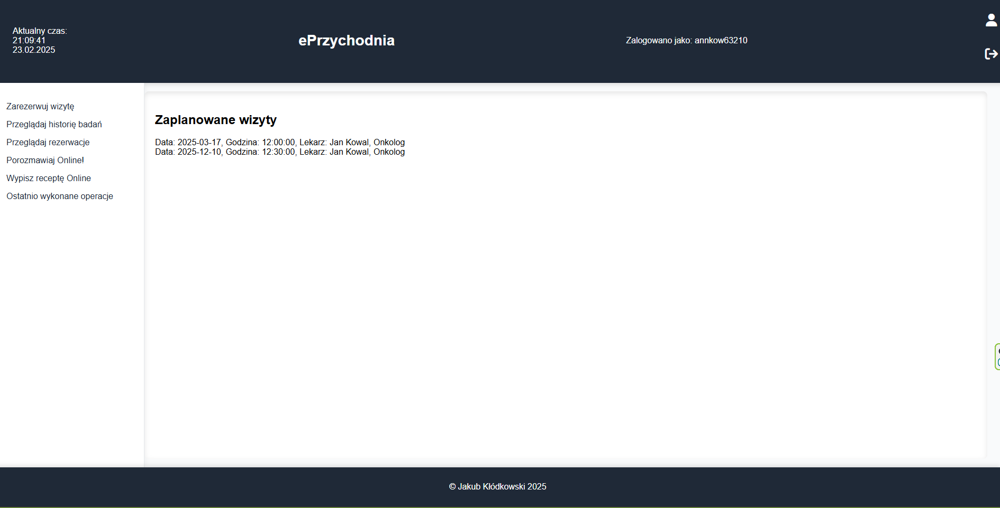 Aktualny czas:
21:09:41
23.02.2025
ePrzychodnia
Zalogowano jako: annkow63210
Zarezerwuj wizytę
Przeglądaj historię badań
Przeglądaj rezerwacje
Porozmawiaj Online!
Wypisz receptę Online
Ostatnio wykonane operacje
Zaplanowane wizyty
Data: 2025-03-17, Godzina: 12:00:00, Lekarz: Jan Kowal, Onkolog
Data: 2025-12-10, Godzina: 12:30:00, Lekarz: Jan Kowal, Onkolog
© Jakub Kłódkowski 2025